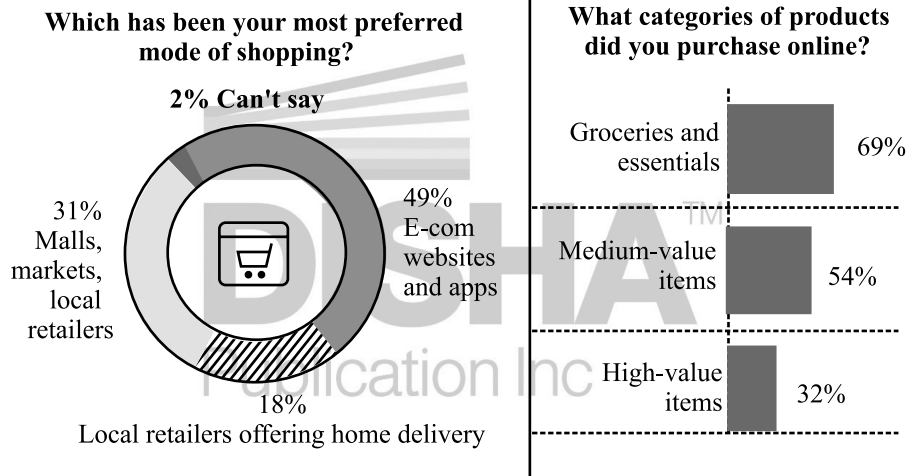 Which has been your most preferred
mode of shopping?
2% Can't say
49%
E-com
websites
and apps
31%
Malls,
markets,
local
retailers
18%
Local retailers offering home delivery
What categories of products
did you purchase online?
Groceries and
essentials
69%
Medium-value
items
54%
High-value
items
32%
DISHA TM
Publication Inc